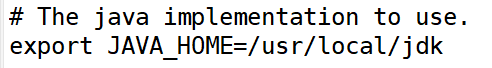 # The java implementation to use.
export JAVA_HOME=/usr/local/jdk